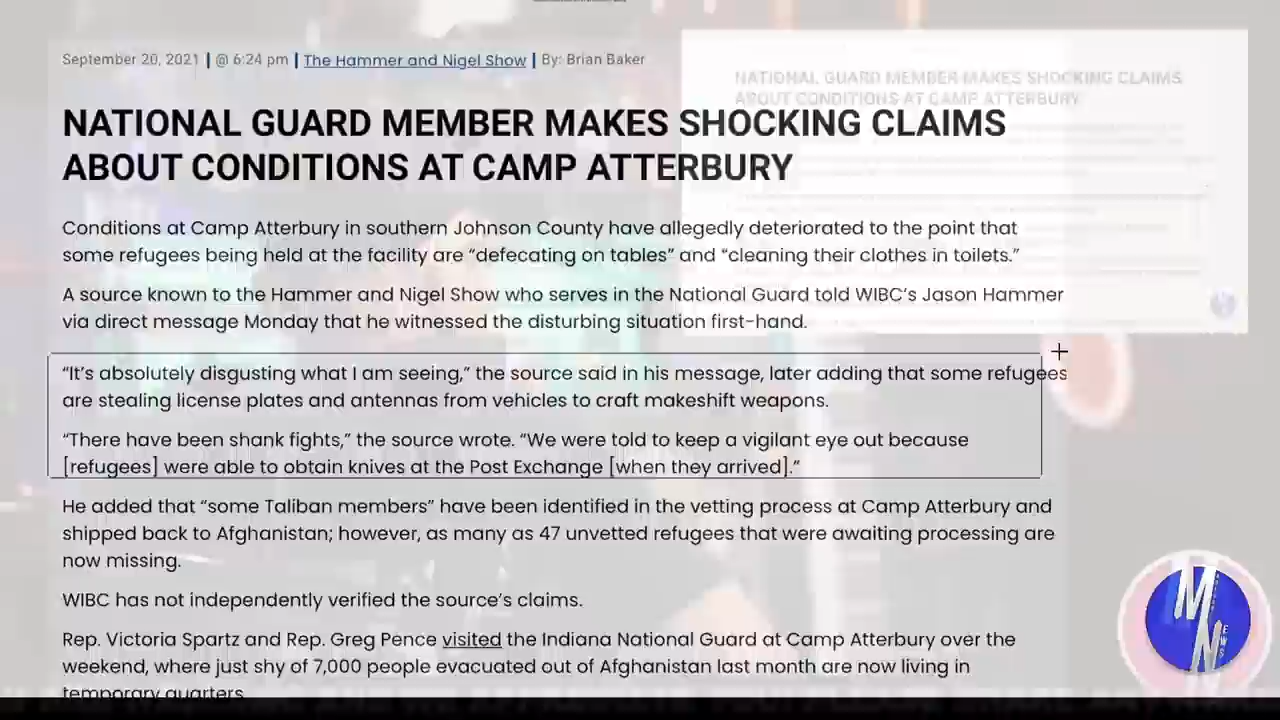 September 20, 2021 | @ 6:24 pm | The Hammer and Nigel Show | By: Brian Baker
NATIONAL GUARD MEMBER MAKES SHOCKING CLAIMS
ABOUT CONDITIONS AT CAMP ATTERBURY
NATIONAL GUARD MEMBER MAKES SHOCKING CLAIMS
ABOUT CONDITIONS AT CAMP ATTERBURY
Conditions at Camp Atterbury in southern Johnson County have allegedly deteriorated to the point that
some refugees being held at the facility are “defecating on tables” and “cleaning their clothes in toilets.”
A source known to the Hammer and Nigel Show who serves in the National Guard told WIBC’s Jason Hammer
via direct message Monday that he witnessed the disturbing situation first-hand.
“It’s absolutely disgusting what I am seeing,” the source said in his message, later adding that some refugees
are stealing license plates and antennas from vehicles to craft makeshift weapons.
“There have been shank fights,” the source wrote. “We were told to keep a vigilant eye out because
[refugees] were able to obtain knives at the Post Exchange [when they arrived].”
He added that “some Taliban members” have been identified in the vetting process at Camp Atterbury and
shipped back to Afghanistan; however, as many as 47 unvetted refugees that were awaiting processing are
now missing.
WIBC has not independently verified the source’s claims.
Rep. Victoria Spartz and Rep. Greg Pence visited the Indiana National Guard at Camp Atterbury over the
weekend, where just shy of 7,000 people evacuated out of Afghanistan last month are now living in
temporary quarters.